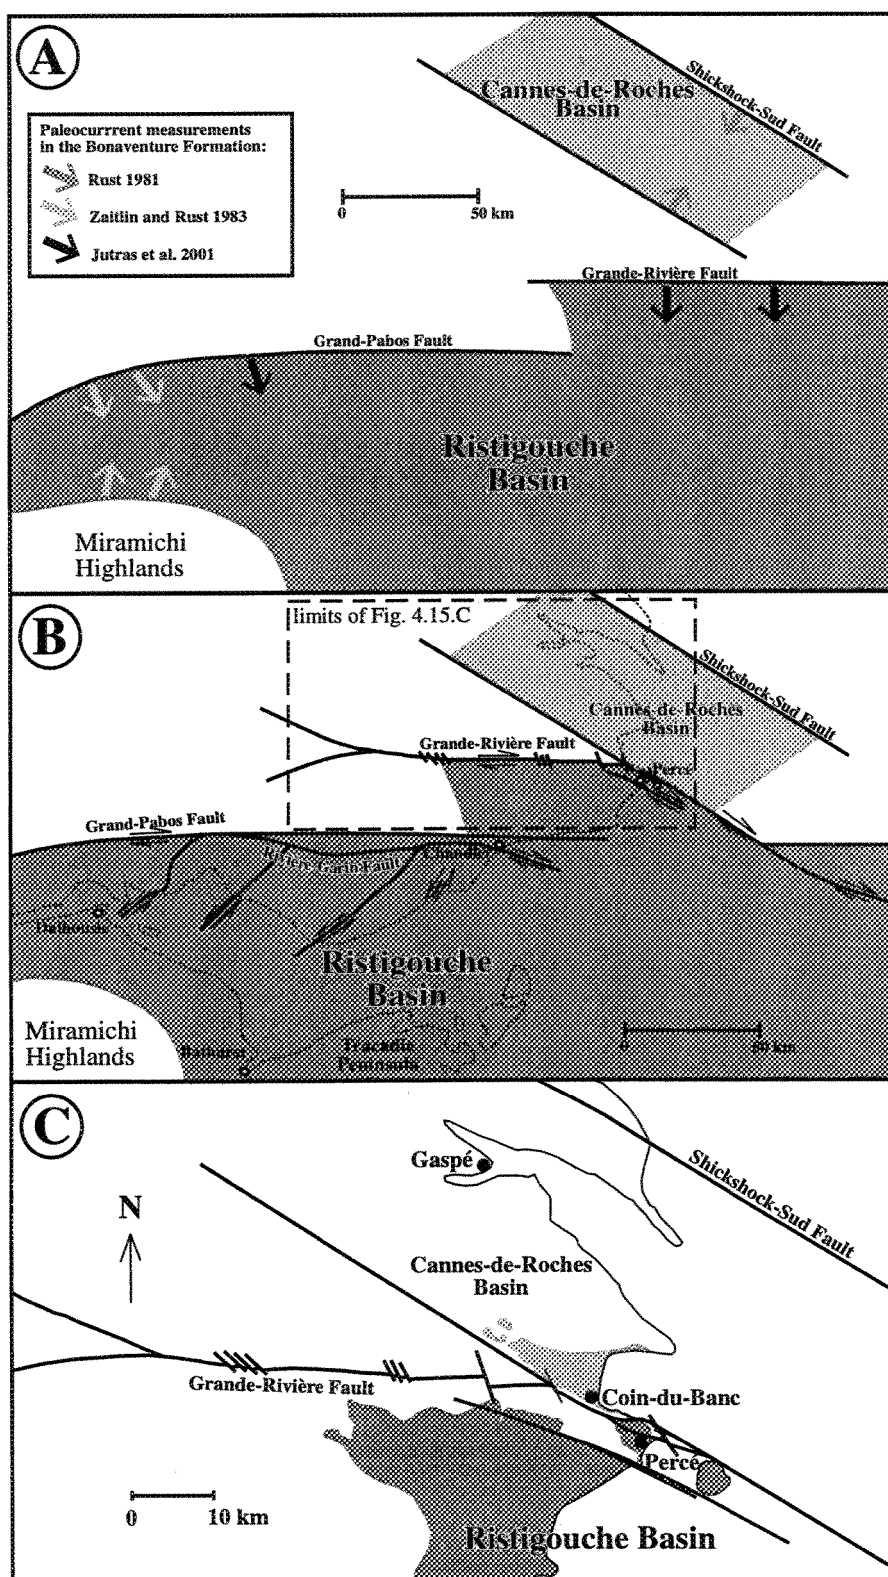 A
Cannes-de-Roches
Basin
Shickshock-Sud Fault
Paleocurrrent measurements
in the Bonaventure Formation:
Rust 1981
Zaitlin and Rust 1983
Jutras et al. 2001
0 50 km
Grande-Rivière Fault
Grand-Pabos Fault
Ristigouche
Basin
Miramichi
Highlands
B
limits of Fig. 4.15.C
Shickshock-Sud Fault
Cannes-de-Roches
Basin
Grande-Rivière Fault
Percé
Grand-Pabos Fault
Rivière Garin Fault
Dalhousie
Ristigouche
Basin
Miramichi
Highlands
Bathurst
Tracadie
Peninsula
0 50 km
C
Gaspé
Shickshock-Sud Fault
N
Cannes-de-Roches
Basin
Grande-Rivière Fault
Coin-du-Banc
Percé
0 10 km
Ristigouche Basin